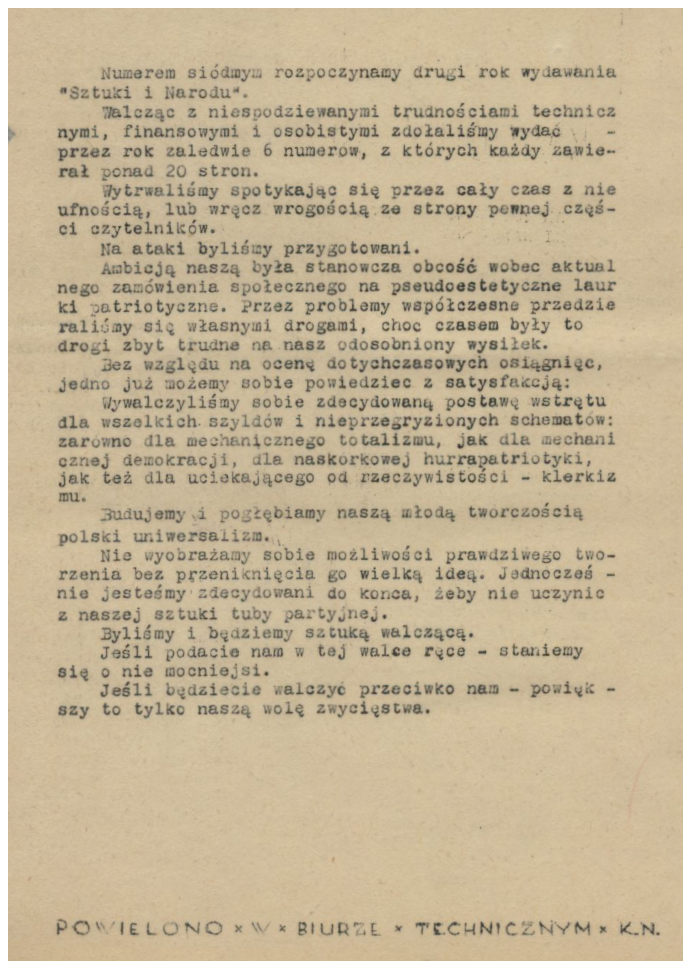 Numerem siódmym rozpoczynamy drugi rok wydawania
"Sztuki i Narodu".
Walcząc z niespodziewanymi trudnościami technicz
nymi, finansowymi i osobistymi zdołaliśmy wydać -
przez rok zaledwie 6 numerow, z których każdy zawie-
rał ponad 20 stron.
Wytrwaliśmy spotykając się przez cały czas z nie
ufnością, lub wręcz wrogością ze strony pewnej częś-
ci czytelników.
Na ataki byliśmy przygotowani.
Ambicją naszą była stanowcza obcość wobec aktual
nego zamówienia społecznego na pseudoestetyczne laur
ki patriotyczne. Przez problemy współczesne przedzie
raliśmy się własnymi drogami, choc czasem były to
drogi zbyt trudne na nasz odosobniony wysiłek.
Bez względu na ocenę dotychczasowych osiągnięc,
jedno już możemy sobie powiedziec z satysfakcją:
Wywalczyliśmy sobie zdecydowaną postawę wstrętu
dla wszelkich szyldów i nieprzegryzionych schematów:
zarowno dla mechanicznego totalizmu, jak dla mechani
cznej demokracji, dla naskorkowej hurrapatriotyki,
jak też dla uciekającego od rzeczywistości - klerkiz
mu.
Budujemy i pogłębiamy naszą młodą tworczością
polski uniwersalizm.
Nie wyobrażamy sobie możliwości prawdziwego two-
rzenia bez przeniknięcia go wielką ideą. Jednocześ -
nie jesteśmy zdecydowani do konca, żeby nie uczynic
z naszej sztuki tuby partyjnej.
Byliśmy i będziemy sztuką walczącą.
Jeśli podacie nam w tej walce ręce - staniemy
się o nie mocniejsi.
Jeśli będziecie walczyć przeciwko nam - powięk -
szy to tylko naszą wolę zwycięstwa.
POWIELONO × W × BIURZE × TECHNICZNYM × K.N.